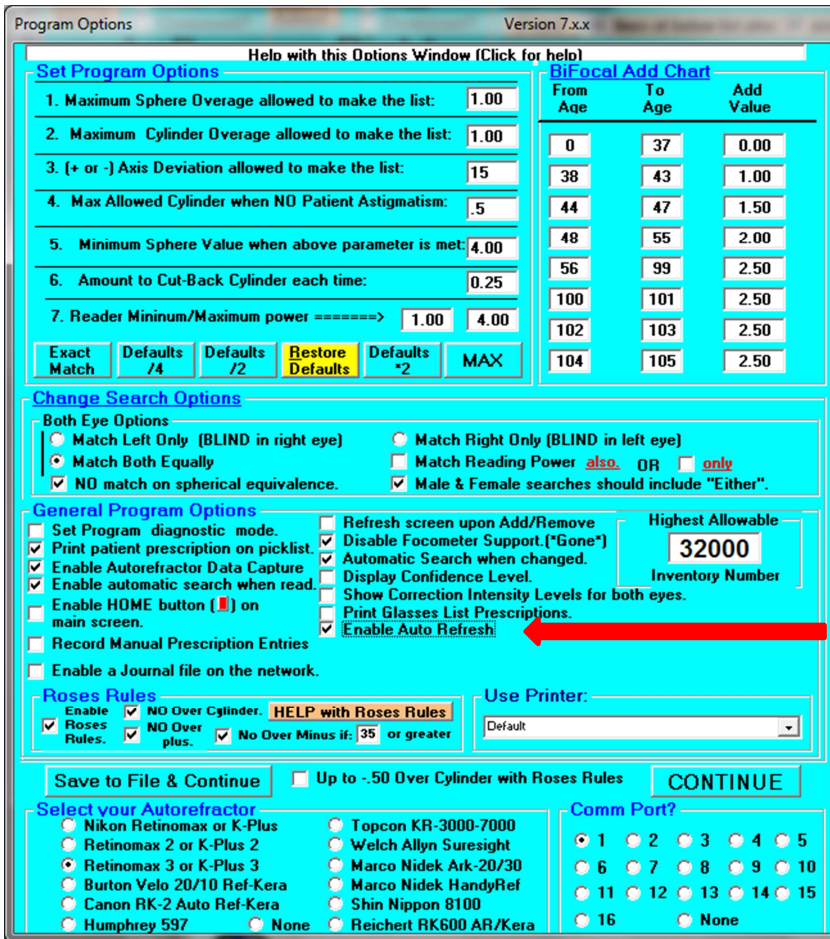 Program Options
Version 7.x.x
Help with this Options Window (Click for help)
Set Program Options
1. Maximum Sphere Overage allowed to make the list: 1.00
2. Maximum Cylinder Overage allowed to make the list: 1.00
3. (+ or -) Axis Deviation allowed to make the list: 15
4. Max Allowed Cylinder when NO Patient Astigmatism: .5
5. Minimum Sphere Value when above parameter is met: 4.00
6. Amount to Cut-Back Cylinder each time: 0.25
7. Reader Mininum/Maximum power ======> 1.00 4.00
Exact Match
Defaults /4
Defaults /2
Restore Defaults
Defaults *2
MAX
BiFocal Add Chart
From Age To Age Add Value
0 37 0.00
38 43 1.00
44 47 1.50
48 55 2.00
56 99 2.50
100 101 2.50
102 103 2.50
104 105 2.50
Change Search Options
Both Eye Options
Match Left Only (BLIND in right eye)
Match Right Only (BLIND in left eye)
Match Both Equally
Match Reading Power also. OR only
NO match on spherical equivalence.
Male & Female searches should include "Either".
General Program Options
Set Program diagnostic mode.
Print patient prescription on picklist.
Enable Autorefractor Data Capture
Enable automatic search when read.
Enable HOME button ( ) on
main screen.
Record Manual Prescription Entries
Enable a Journal file on the network.
Refresh screen upon Add/Remove
Disable Focometer Support.(*Gone*)
Automatic Search when changed.
Display Confidence Level.
Show Correction Intensity Levels for both eyes.
Print Glasses List Prescriptions.
Enable Auto Refresh
Highest Allowable
32000
Inventory Number
Roses Rules
Enable
Roses
Rules.
NO Over Cylinder.
HELP with Roses Rules
NO Over
plus.
No Over Minus if: 35 or greater
Use Printer:
Default
Save to File & Continue
Up to -.50 Over Cylinder with Roses Rules
CONTINUE
Select your Autorefractor
Nikon Retinomax or K-Plus
Retinomax 2 or K-Plus 2
Retinomax 3 or K-Plus 3
Burton Velo 20/10 Ref-Kera
Canon RK-2 Auto Ref-Kera
Humphrey 597
None
Topcon KR-3000-7000
Welch Allyn Suresight
Marco Nidek Ark-20/30
Marco Nidek HandyRef
Shin Nippon 8100
Reichert RK600 AR/Kera
Comm Port?
1 2 3 4 5
6 7 8 9 10
11 12 13 14 15
16 None